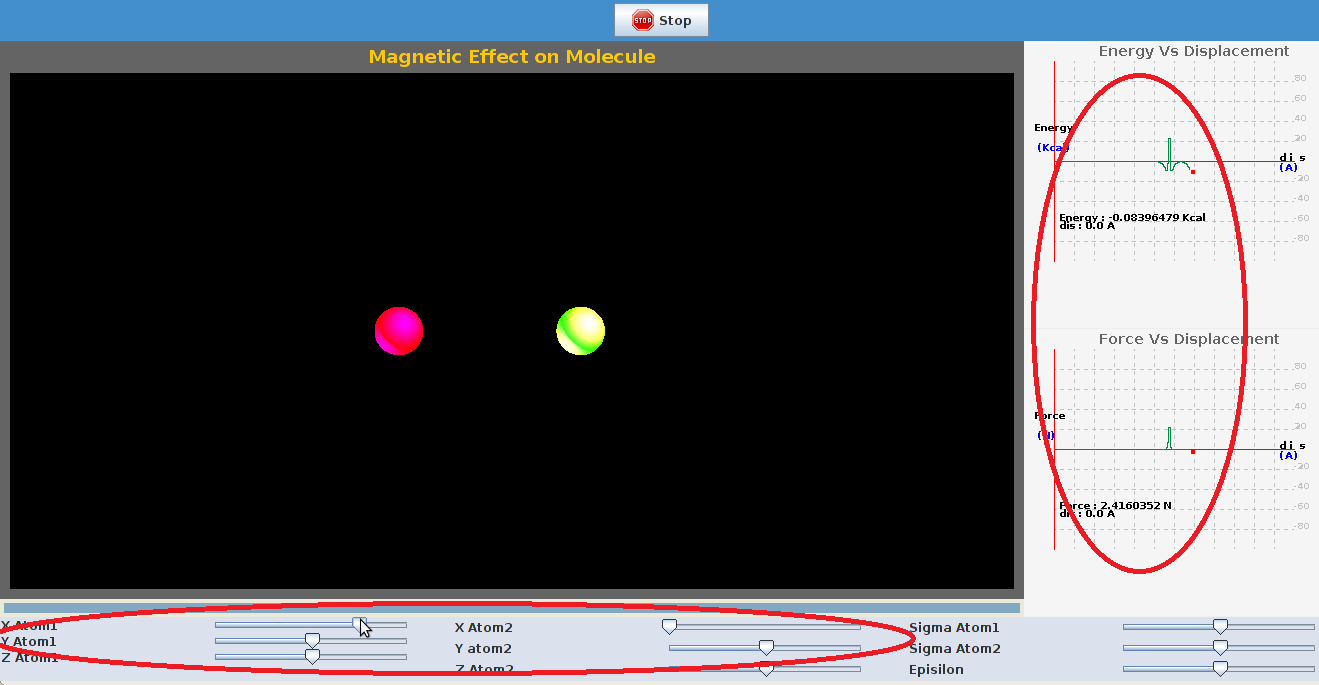 STOP Stop
Magnetic Effect on Molecule
Energy Vs Displacement
80
60
40
20
Energy
(Kcal)
dis
(A)
-20
-40
-60
-80
Energy : -0.08396479 Kcal
dis : 0.0 A
Force Vs Displacement
80
60
40
20
Force
(N)
dis
(A)
-20
-40
-60
-80
Force : 2.4160352 N
dis : 0.0 A
X Atom1
Y Atom1
Z Atom1
X Atom2
Y atom2
Z Atom2
Sigma Atom1
Sigma Atom2
Episilon